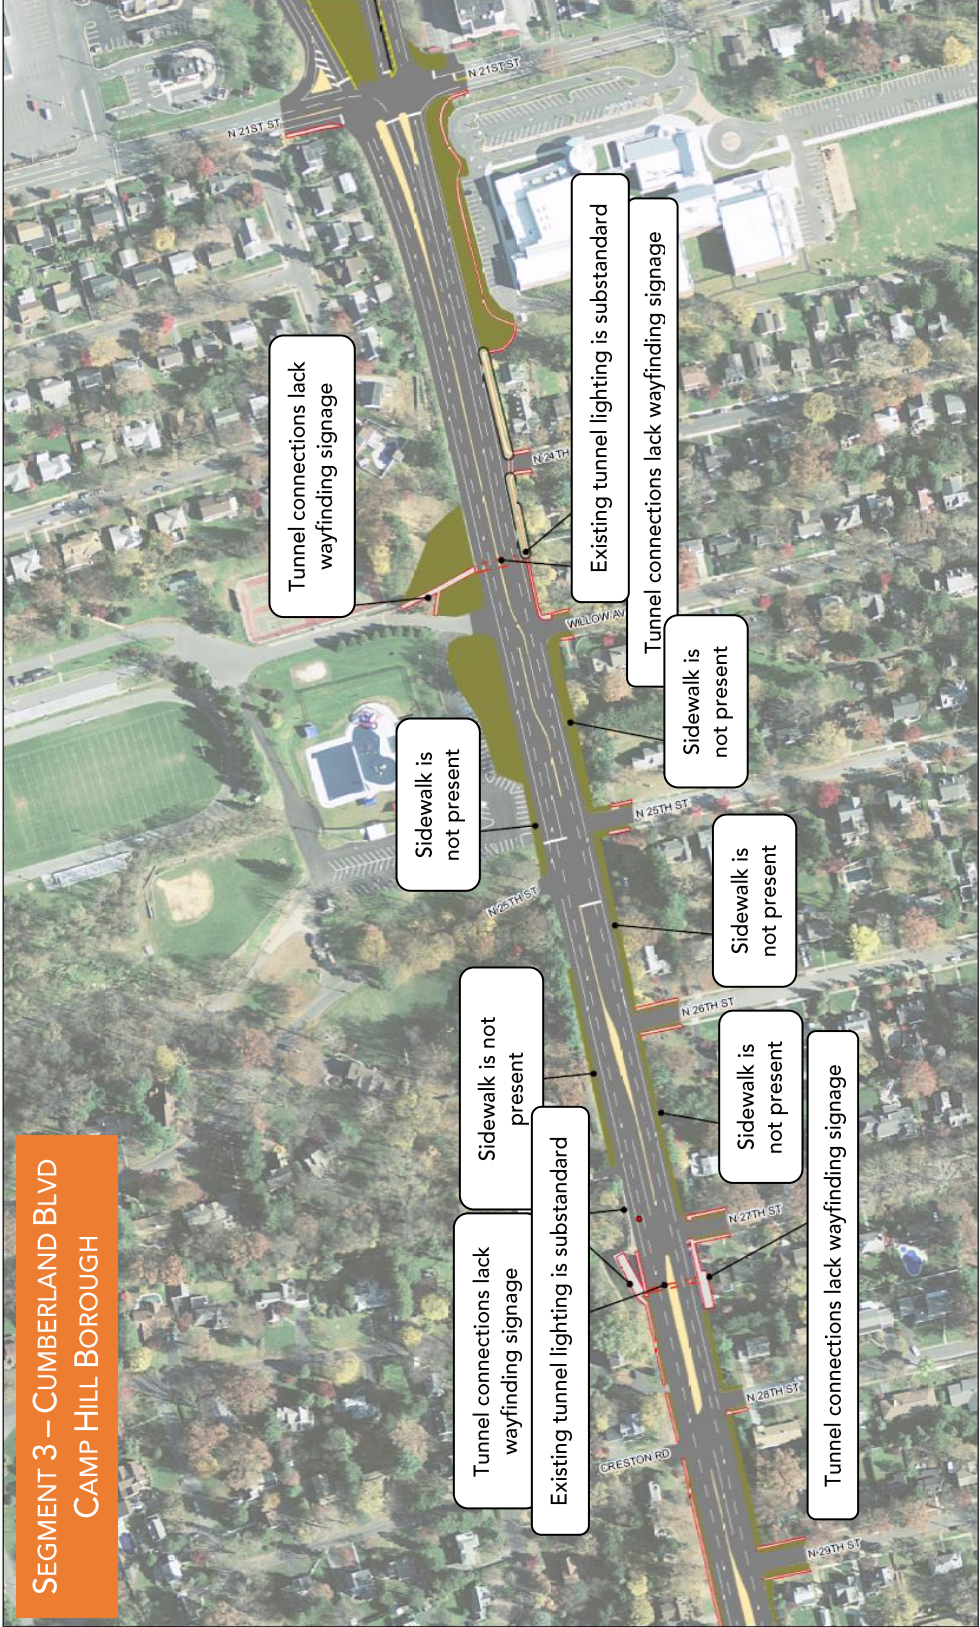 SEGMENT 3 – CUMBERLAND BLVD
CAMP HILL BOROUGH
Tunnel connections lack
wayfinding signage
Existing tunnel lighting is substandard
Sidewalk is not
present
Sidewalk is
not present
Tunnel connections lack
wayfinding signage
Tunnel connections lack wayfinding signage
Sidewalk is
not present
Sidewalk is
not present
Sidewalk is
not present
Existing tunnel lighting is substandard
Tunnel connections lack wayfinding signage
CRESTON RD
N 25TH ST
N 21ST ST
N 29TH ST
N 28TH ST
N 27TH ST
N 26TH ST
N 25TH ST
WILLOW AV
N 24TH
N 21ST ST